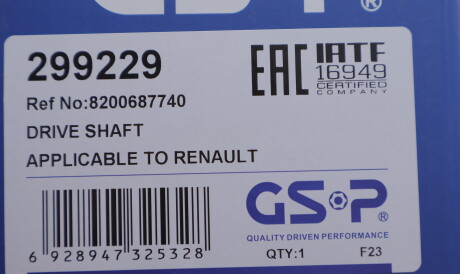 GSP®
299229
Ref No:8200687740
DRIVE SHAFT
APPLICABLE TO RENAULT
EAC
IATF
16949
CERTIFIED
COMPANY
6 928947 325328
GSP®
QUALITY DRIVEN PERFORMANCE
QTY:1 F23